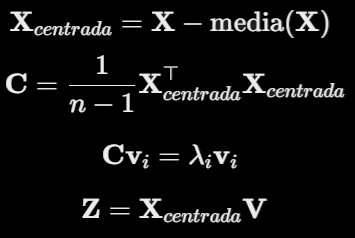 X_centrada = X − media(X)
C = 1/(n − 1) X_centrada^⊤ X_centrada
Cv_i = λ_i v_i
Z = X_centrada V